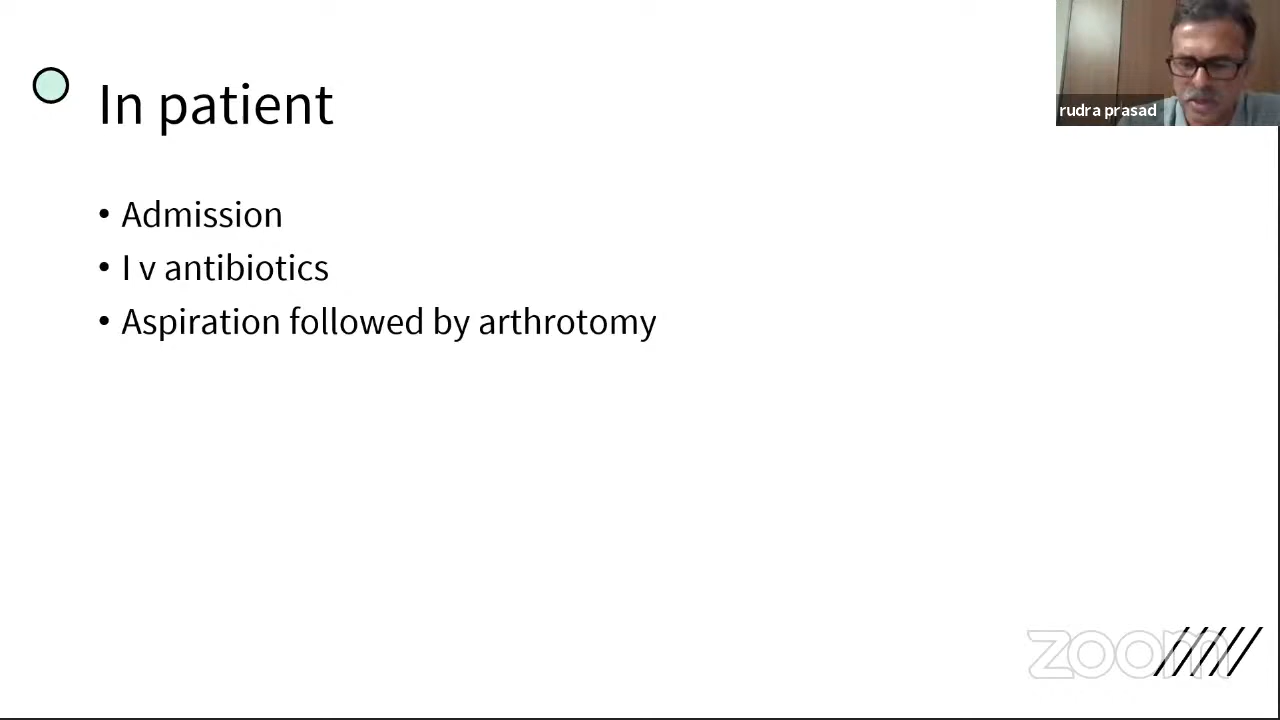 In patient
rudra prasad
• Admission
• I v antibiotics
• Aspiration followed by arthrotomy
zoom